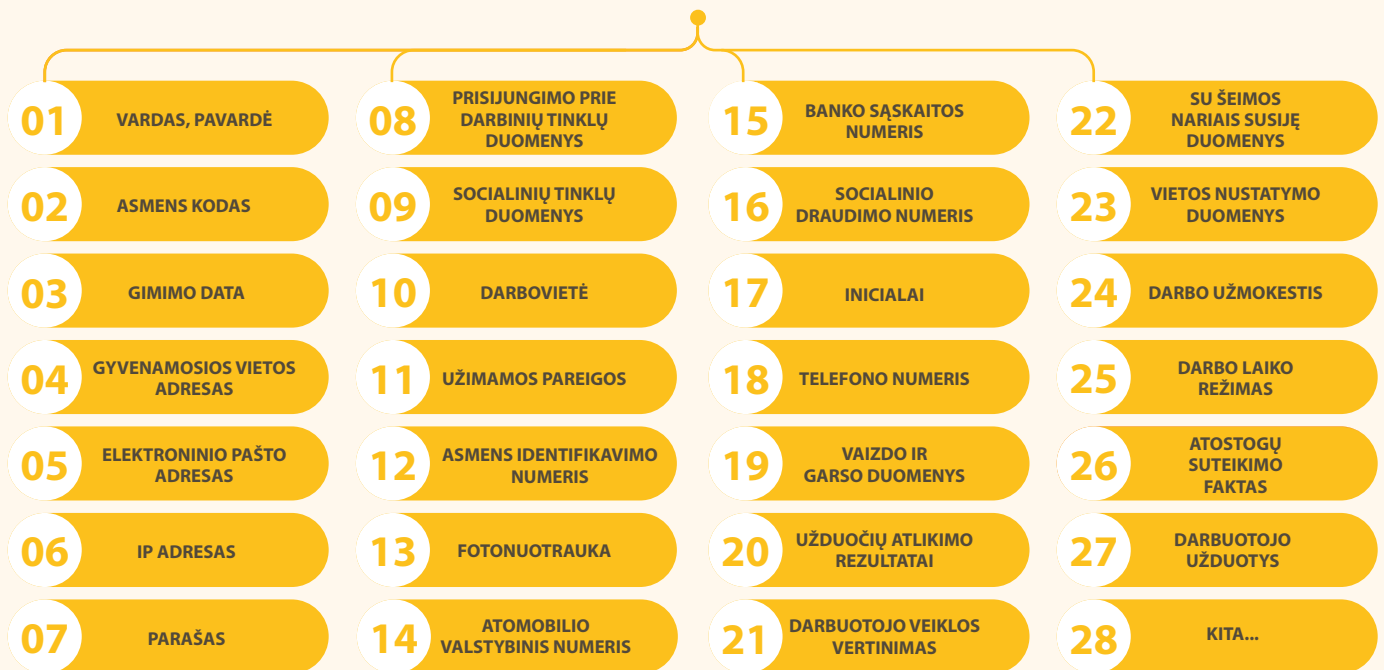 01
VARDAS, PAVARDĖ
02
ASMENS KODAS
03
GIMIMO DATA
04
GYVENAMOSIOS VIETOS
ADRESAS
05
ELEKTRONINIO PAŠTO
ADRESAS
06
IP ADRESAS
07
PARAŠAS
08
PRISIJUNGIMO PRIE
DARBINIŲ TINKLŲ
DUOMENYS
09
SOCIALINIŲ TINKLŲ
DUOMENYS
10
DARBOVIETĖ
11
UŽIMAMOS PAREIGOS
12
ASMENS IDENTIFIKAVIMO
NUMERIS
13
FOTONUOTRAUKA
14
ATOMOBILIO
VALSTYBINIS NUMERIS
15
BANKO SĄSKAITOS
NUMERIS
16
SOCIALINIO
DRAUDIMO NUMERIS
17
INICIALAI
18
TELEFONO NUMERIS
19
VAIZDO IR
GARSO DUOMENYS
20
UŽDUOČIŲ ATLIKIMO
REZULTATAI
21
DARBUOTOJO VEIKLOS
VERTINIMAS
22
SU ŠEIMOS
NARIAIS SUSIJĘ
DUOMENYS
23
VIETOS NUSTATYMO
DUOMENYS
24
DARBO UŽMOKESTIS
25
DARBO LAIKO
REŽIMAS
26
ATOSTOGŲ
SUTEIKIMO
FAKTAS
27
DARBUOTOJO
UŽDUOTYS
28
KITA...